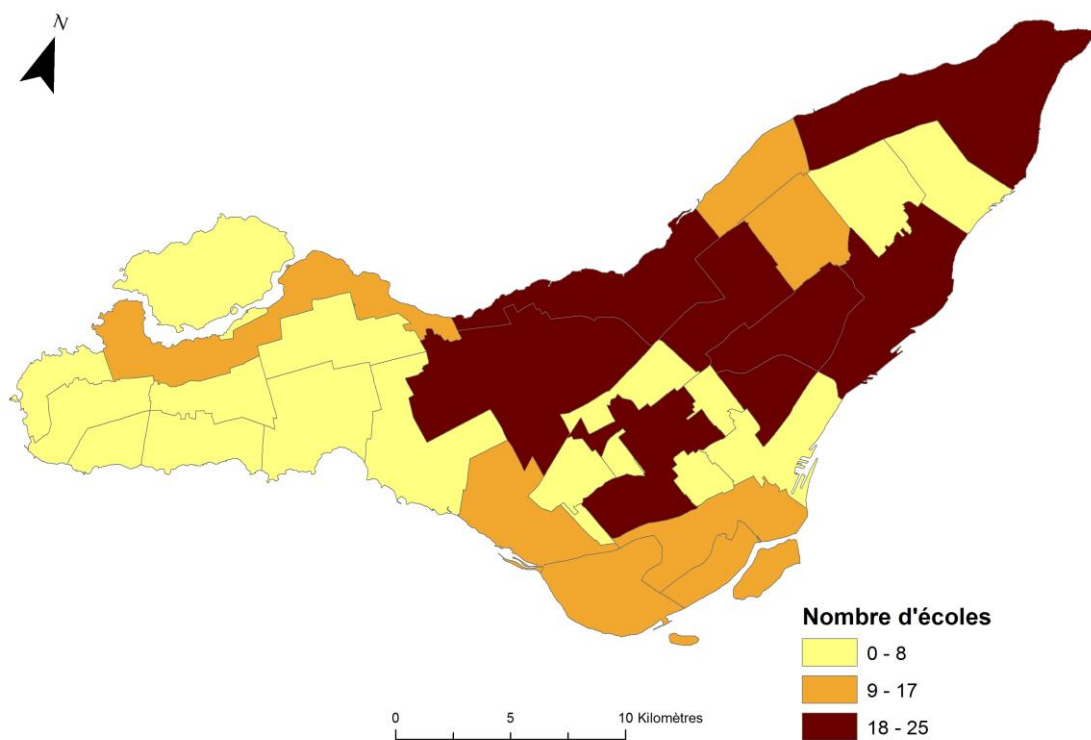 N
Nombre d'écoles
0 - 8
9 - 17
18 - 25
0 5 10 Kilomètres